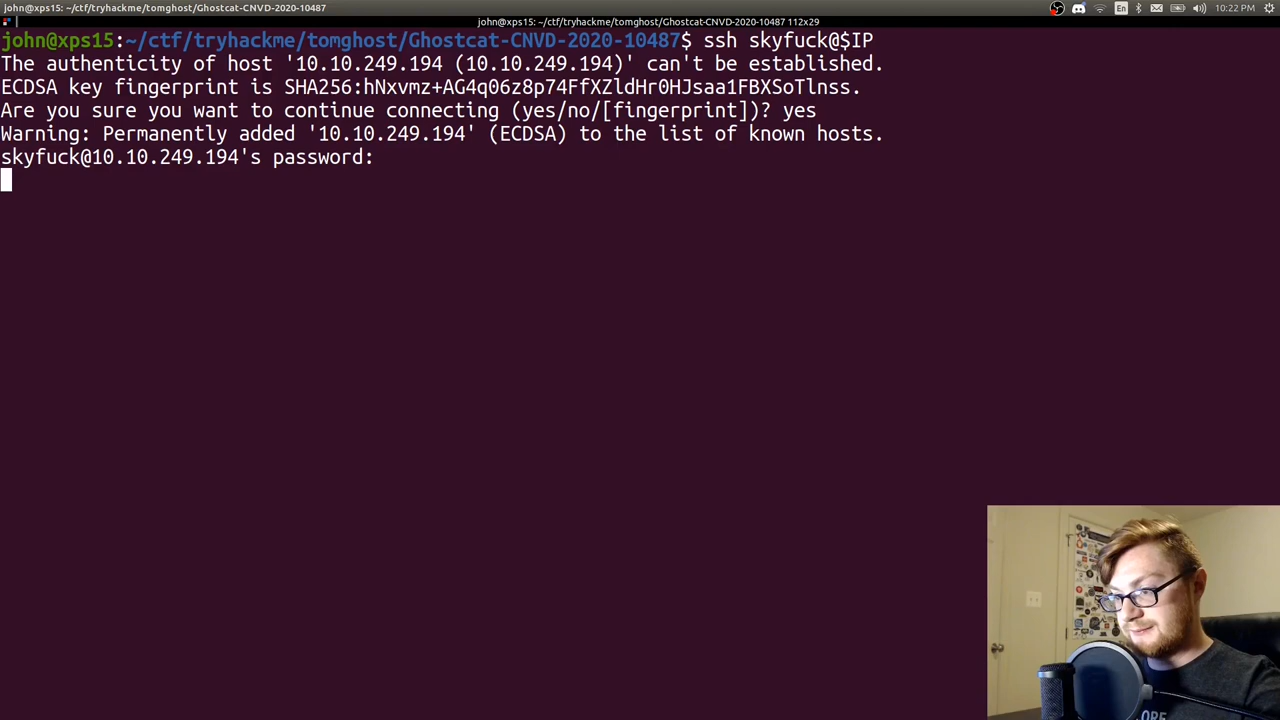 john@xps15: ~/ctf/tryhackme/tomghost/Ghostcat-CNVD-2020-10487
En
10:22 PM
john@xps15: ~/ctf/tryhackme/tomghost/Ghostcat-CNVD-2020-10487 112x29
john@xps15:~/ctf/tryhackme/tomghost/Ghostcat-CNVD-2020-10487$ ssh skyfuck@$IP
The authenticity of host '10.10.249.194 (10.10.249.194)' can't be established.
ECDSA key fingerprint is SHA256:hNxvmz+AG4q06z8p74FfXZldHr0HJsaa1FBXSoTlnss.
Are you sure you want to continue connecting (yes/no/[fingerprint])? yes
Warning: Permanently added '10.10.249.194' (ECDSA) to the list of known hosts.
skyfuck@10.10.249.194's password: